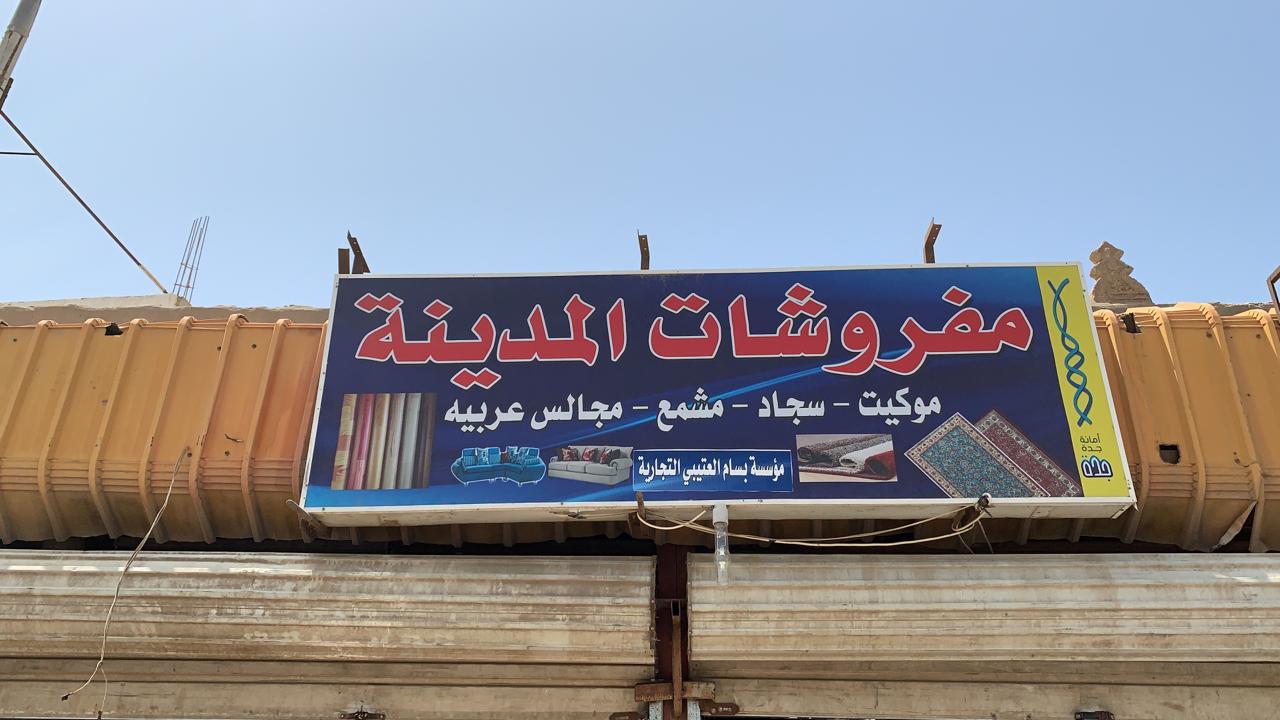 مفروشات المدينة
موكيت - سجاد - مشمع - مجالس عربيه
مؤسسة بسام العتيبي التجارية
أمانة
جدة
جدة